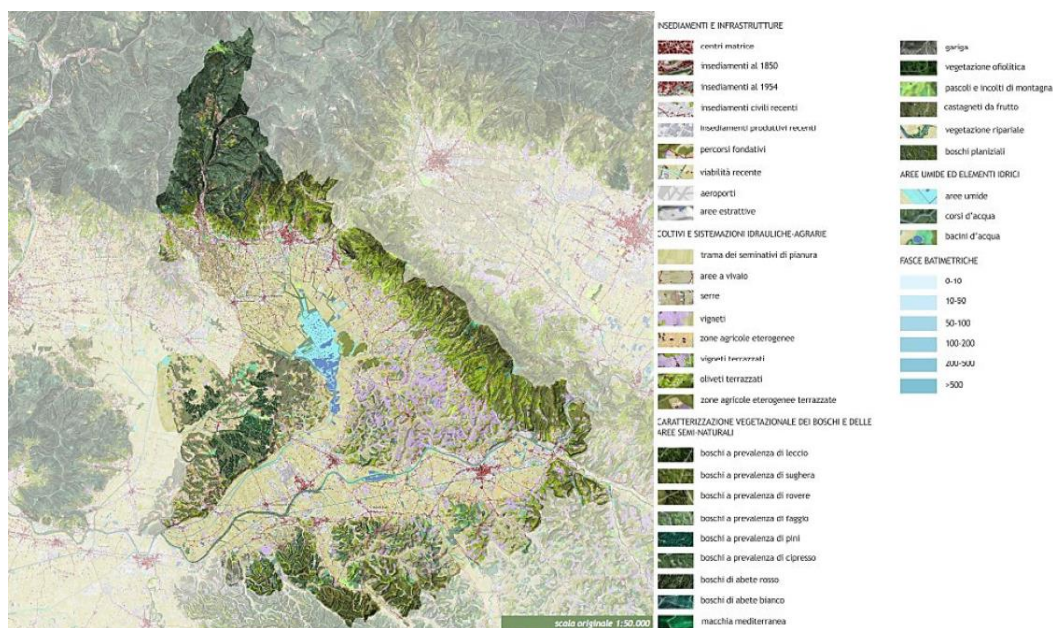 INSEDIAMENTI E INFRASTRUTTURE
centri matrice
insediamenti al 1850
insediamenti al 1954
insediamenti civili recenti
insediamenti produttivi recenti
percorsi fondativi
viabilità recente
aeroporti
aree estrattive
COLTIVI E SISTEMAZIONI IDRAULICHE-AGRARIE
trama dei seminativi di pianura
aree a vivaio
serre
vigneti
zone agricole eterogenee
vigneti terrazzati
oliveti terrazzati
zone agricole eterogenee terrazzate
CARATTERIZZAZIONE VEGETAZIONALE DEI BOSCHI E DELLE
AREE SEMI-NATURALI
boschi a prevalenza di leccio
boschi a prevalenza di sughera
boschi a prevalenza di rovere
boschi a prevalenza di faggio
boschi a prevalenza di pini
boschi a prevalenza di cipresso
boschi di abete rosso
boschi di abete bianco
macchia mediterranea
gariga
vegetazione ofiolitica
pascoli e incolti di montagna
castagneti da frutto
vegetazione ripariale
boschi planiziali
AREE UMIDE ED ELEMENTI IDRICI
aree umide
corsi d'acqua
bacini d'acqua
FASCE BATIMETRICHE
0-10
10-50
50-100
100-200
200-500
>500
scala originale 1:50.000